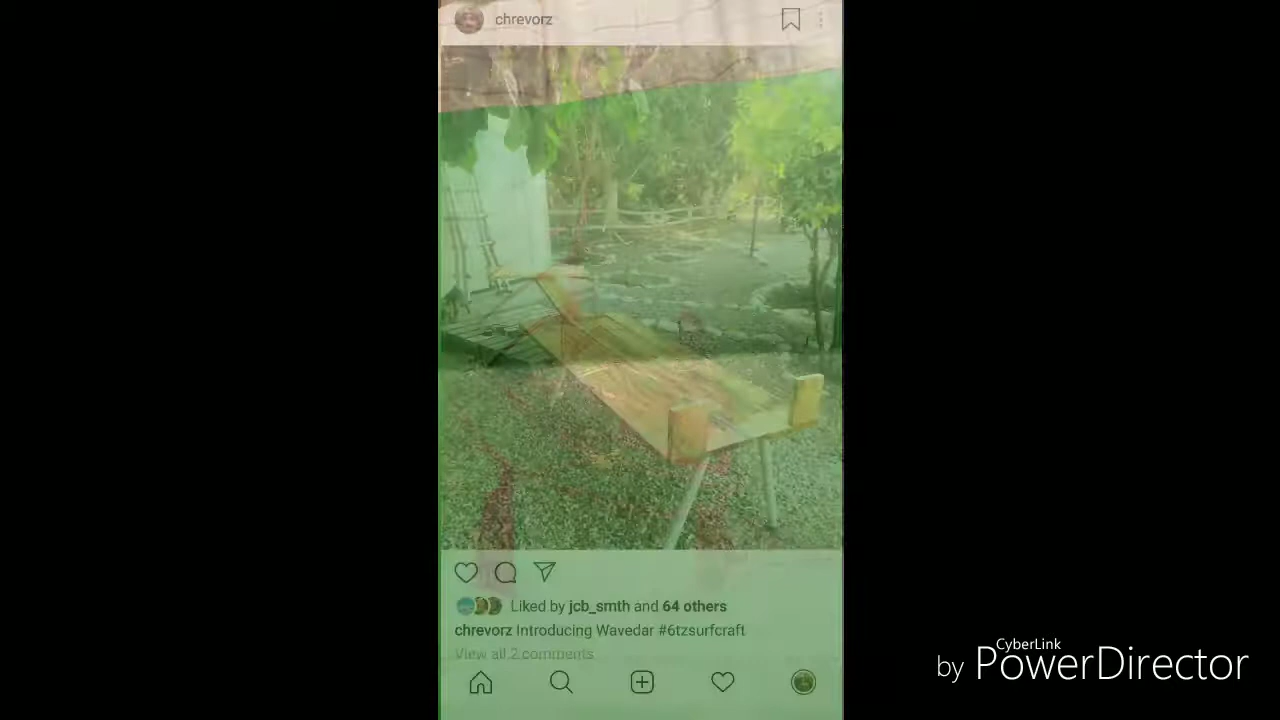 chrevorz
Liked by jcb_smth and 64 others
chrevorz Introducing Wavedar #6tzsurfcraft
View all 2 comments
CyberLink
by PowerDirector